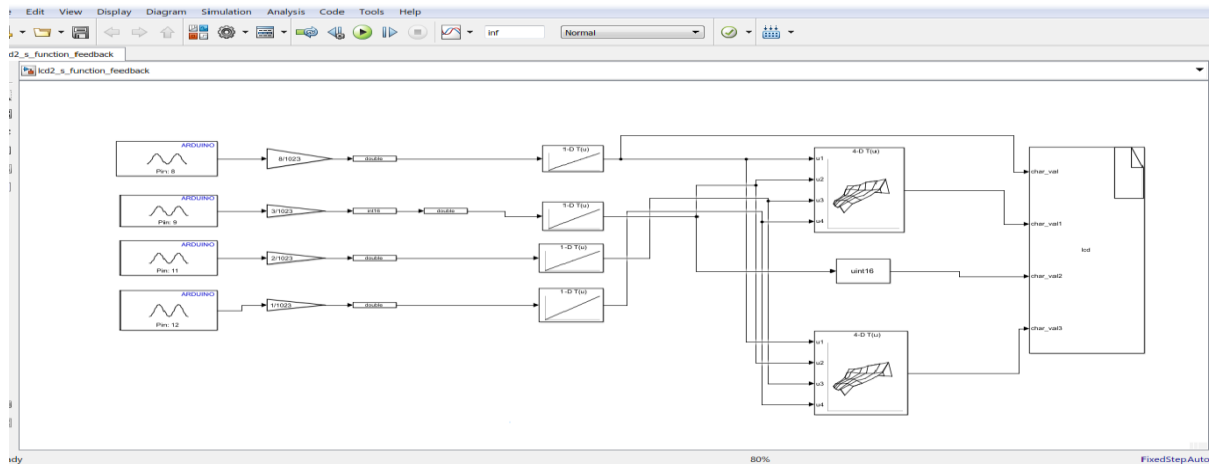 Edit View Display Diagram Simulation Analysis Code Tools Help
inf
Normal
d2_s_function_feedback
lcd2_s_function_feedback
ARDUINO
Pin: 8
8/1023
double
1-D T(u)
ARDUINO
Pin: 9
3/1023
int16
double
1-D T(u)
ARDUINO
Pin: 11
2/1023
double
1-D T(u)
ARDUINO
Pin: 12
1/1023
double
1-D T(u)
4-D T(u)
u1
u2
u3
u4
uint16
4-D T(u)
u1
u2
u3
u4
char_val
char_val1
lcd
char_val2
char_val3
80%
FixedStepAuto